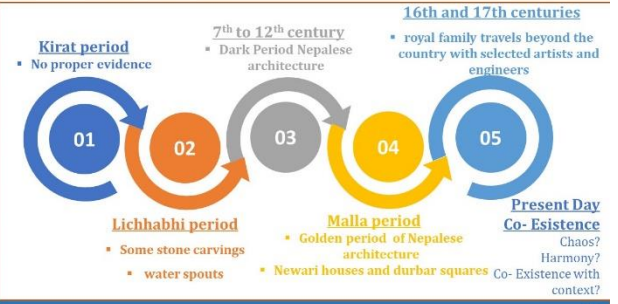 Kirat period
▪ No proper evidence
01
Lichhabhi period
▪ Some stone carvings
▪ water spouts
02
7th to 12th century
▪ Dark Period Nepalese
architecture
03
Malla period
▪ Golden period of Nepalese
architecture
▪ Newari houses and durbar squares
04
16th and 17th centuries
▪ royal family travels beyond the
country with selected artists and
engineers
05
Present Day
Co- Esistence
Chaos?
Harmony?
Co- Existence with
context?